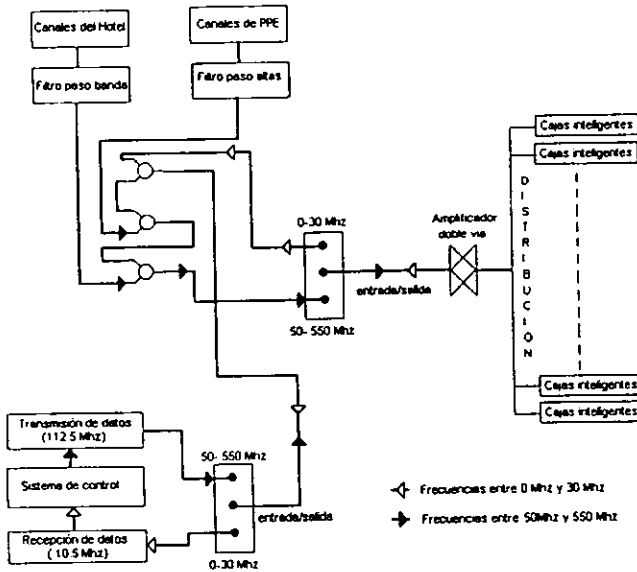 Canales del Hotel
Canales de PPE
Filtro paso banda
Filtro paso altas
Cajas inteligentes
Cajas inteligentes
DISTRIBUCION
Amplificador
doble via
0-30 Mhz
entrada/salida
50- 550 Mhz
Cajas inteligentes
Cajas inteligentes
Transmisión de datos
(112.5 Mhz)
Sistema de control
Recepción de datos
(10.5 Mhz)
50- 550 Mhz
entrada/salida
0-30 Mhz
Frecuencias entre 0 Mhz y 30 Mhz
Frecuencias entre 50Mhz y 550 Mhz